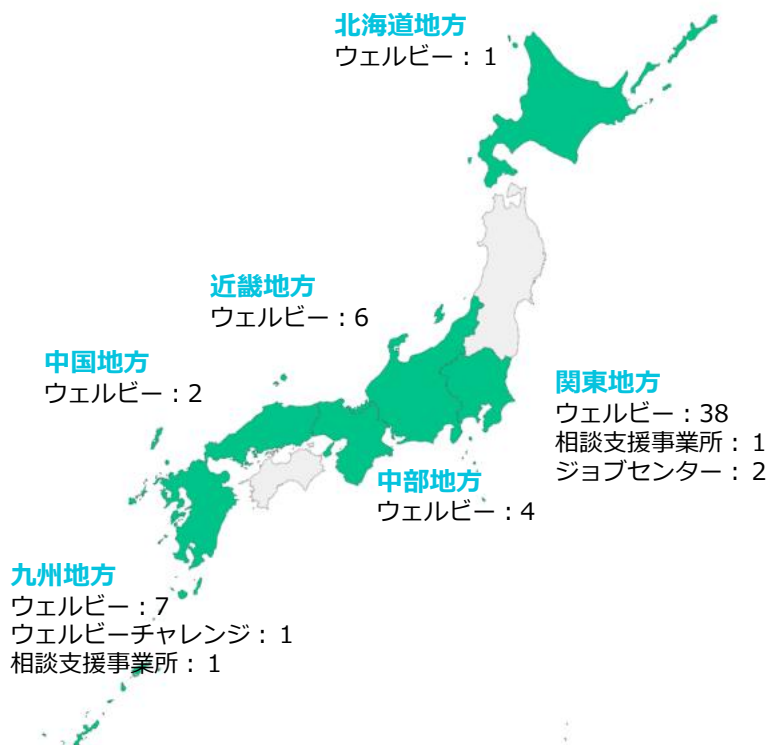 北海道地方
ウェルビー：1
近畿地方
ウェルビー：6
中国地方
ウェルビー：2
関東地方
ウェルビー：38
相談支援事業所：1
ジョブセンター：2
中部地方
ウェルビー：4
九州地方
ウェルビー：7
ウェルビーチャレンジ：1
相談支援事業所：1